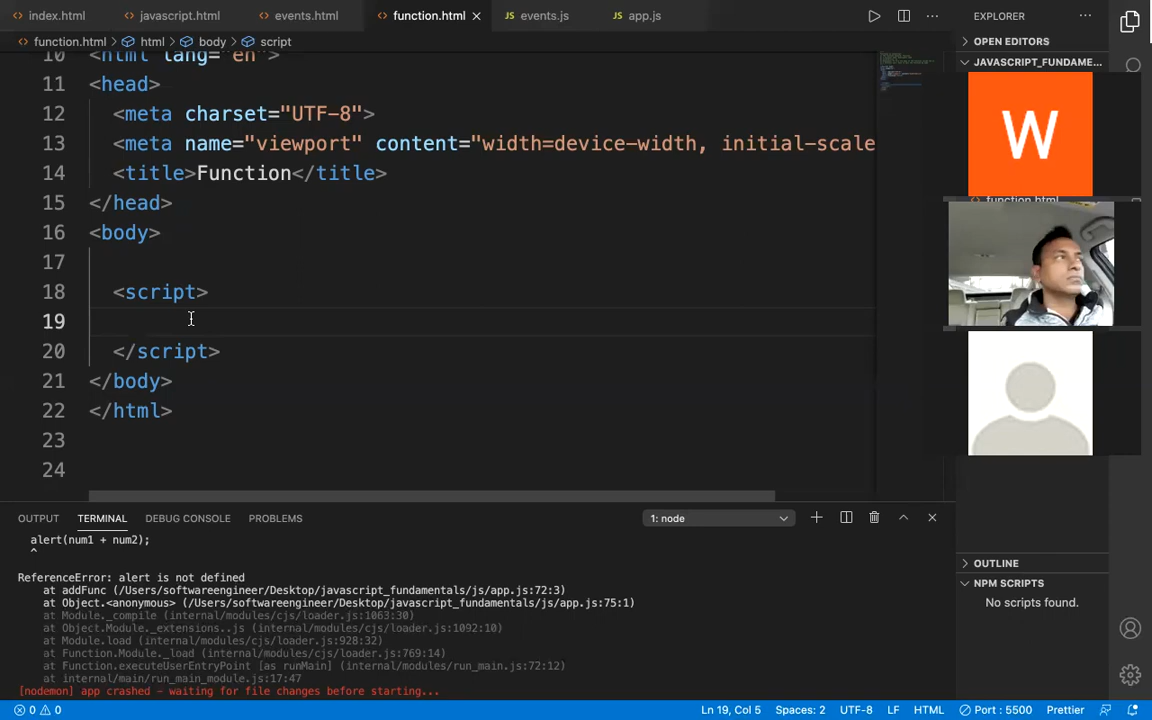 index.html
javascript.html
events.html
function.html
events.js
app.js
EXPLORER
function.html > html > body > script
OPEN EDITORS
JAVASCRIPT_FUNDAME...
10 <html lang="en">
11 <head>
12 <meta charset="UTF-8">
13 <meta name="viewport" content="width=device-width, initial-scale
14 <title>Function</title>
15 </head>
16 <body>
17
18 <script>
19
20 </script>
21 </body>
22 </html>
23
24
W
function.html
OUTPUT TERMINAL DEBUG CONSOLE PROBLEMS
1: node
alert(num1 + num2);
^
ReferenceError: alert is not defined
at addFunc (/Users/softwareengineer/Desktop/javascript_fundamentals/js/app.js:72:3)
at Object.<anonymous> (/Users/softwareengineer/Desktop/javascript_fundamentals/js/app.js:75:1)
at Module._compile (internal/modules/cjs/loader.js:1063:30)
at Object.Module._extensions..js (internal/modules/cjs/loader.js:1092:10)
at Module.load (internal/modules/cjs/loader.js:928:32)
at Function.Module._load (internal/modules/cjs/loader.js:769:14)
at Function.executeUserEntryPoint [as runMain] (internal/modules/run_main.js:72:12)
at internal/main/run_main_module.js:17:47
[nodemon] app crashed - waiting for file changes before starting...
OUTLINE
NPM SCRIPTS
No scripts found.
0 0
Ln 19, Col 5
Spaces: 2
UTF-8
LF
HTML
Port : 5500
Prettier